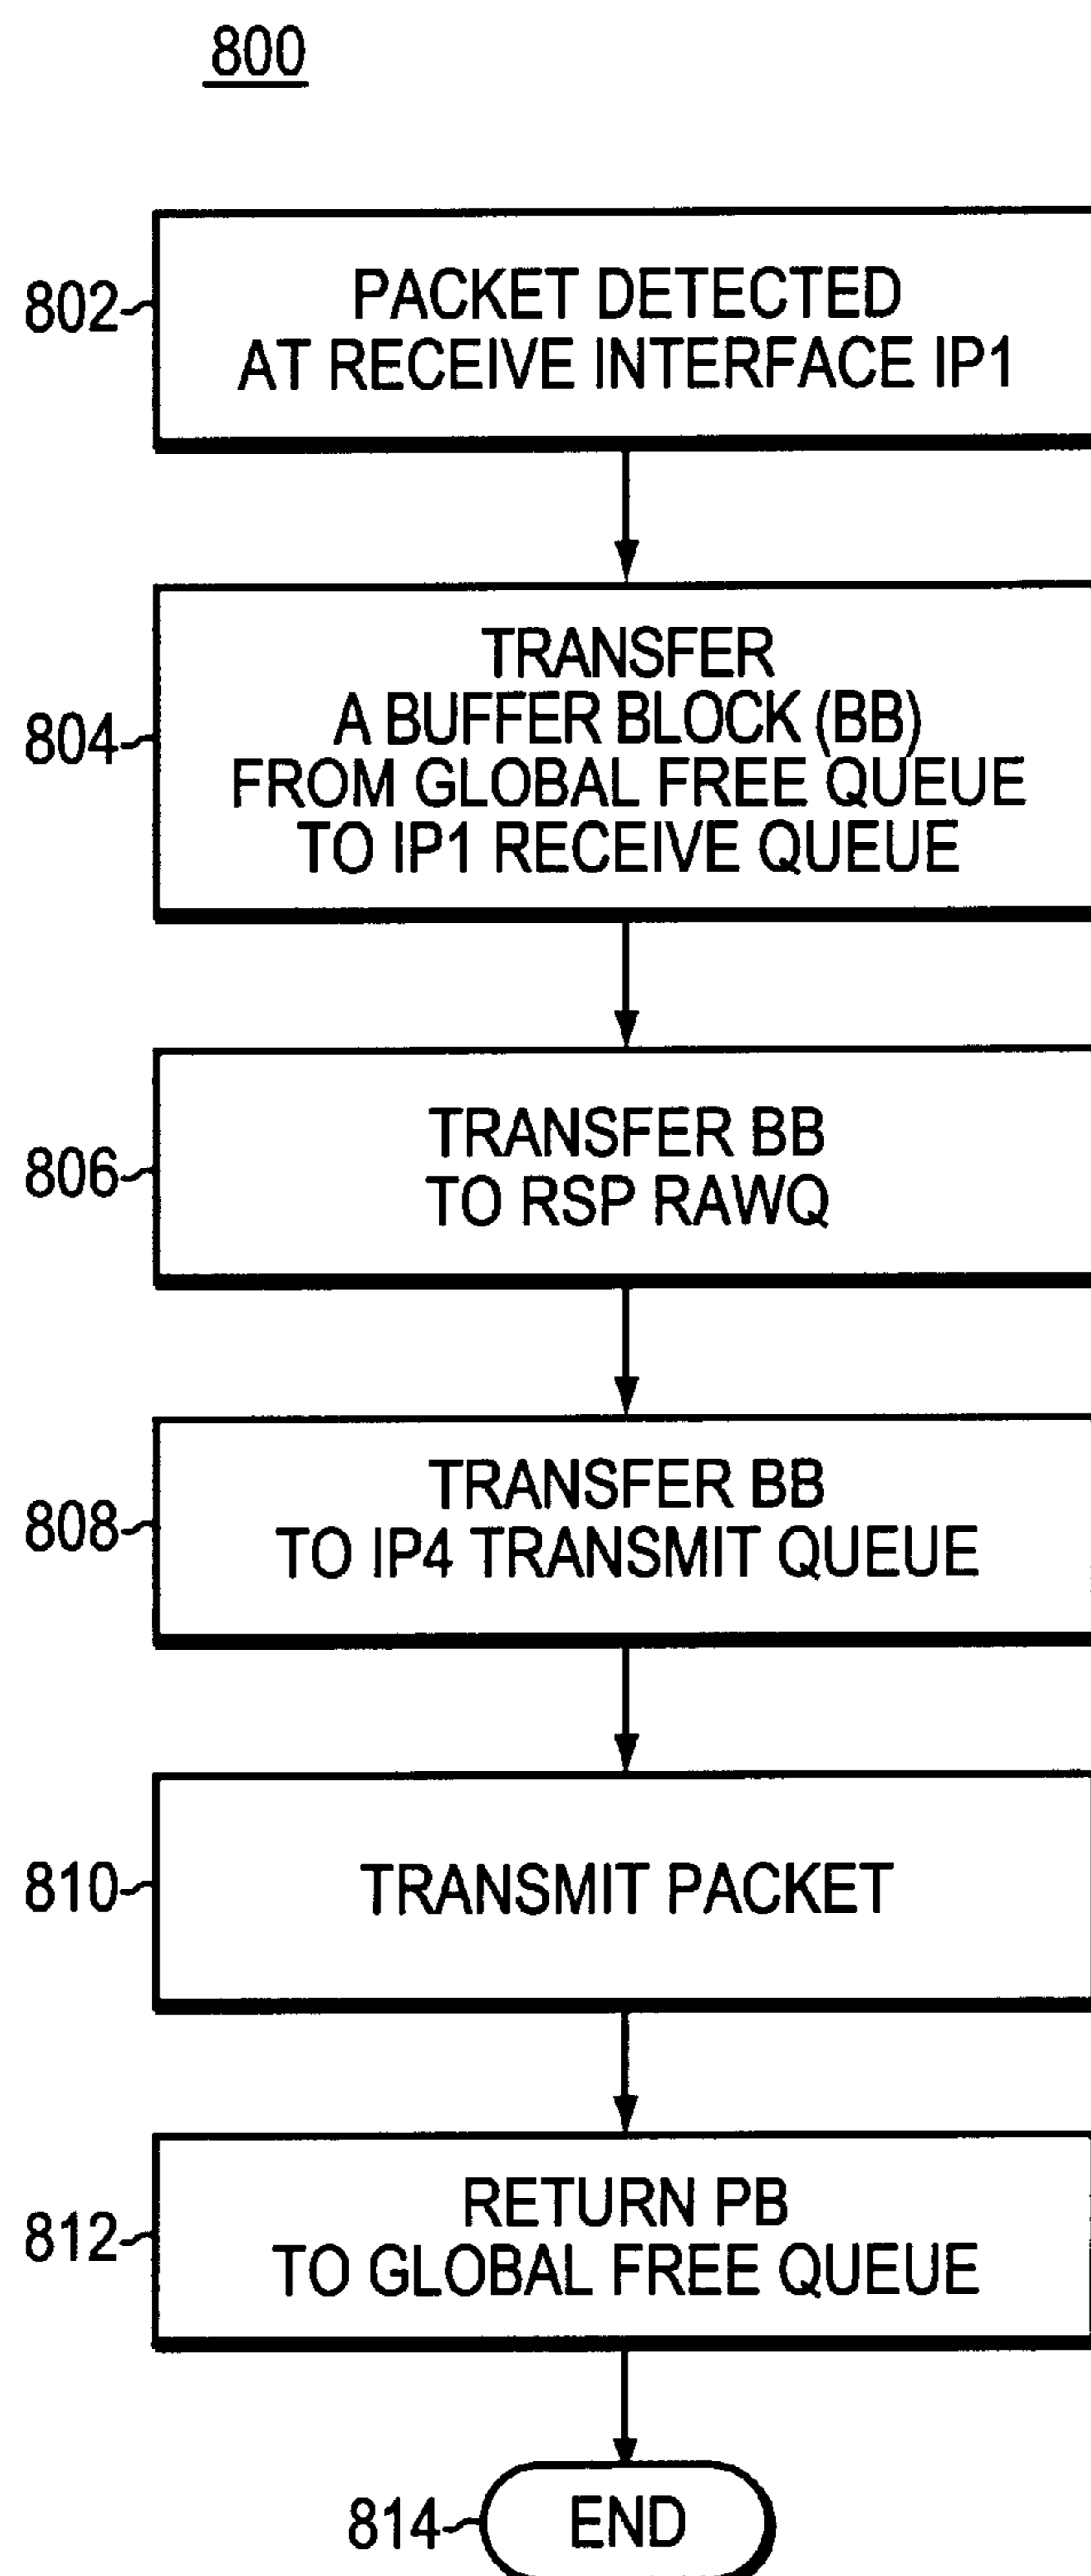 800
802
PACKET DETECTED
AT RECEIVE INTERFACE IP1
804
TRANSFER
A BUFFER BLOCK (BB)
FROM GLOBAL FREE QUEUE
TO IP1 RECEIVE QUEUE
806
TRANSFER BB
TO RSP RAWQ
808
TRANSFER BB
TO IP4 TRANSMIT QUEUE
810
TRANSMIT PACKET
812
RETURN PB
TO GLOBAL FREE QUEUE
814
END